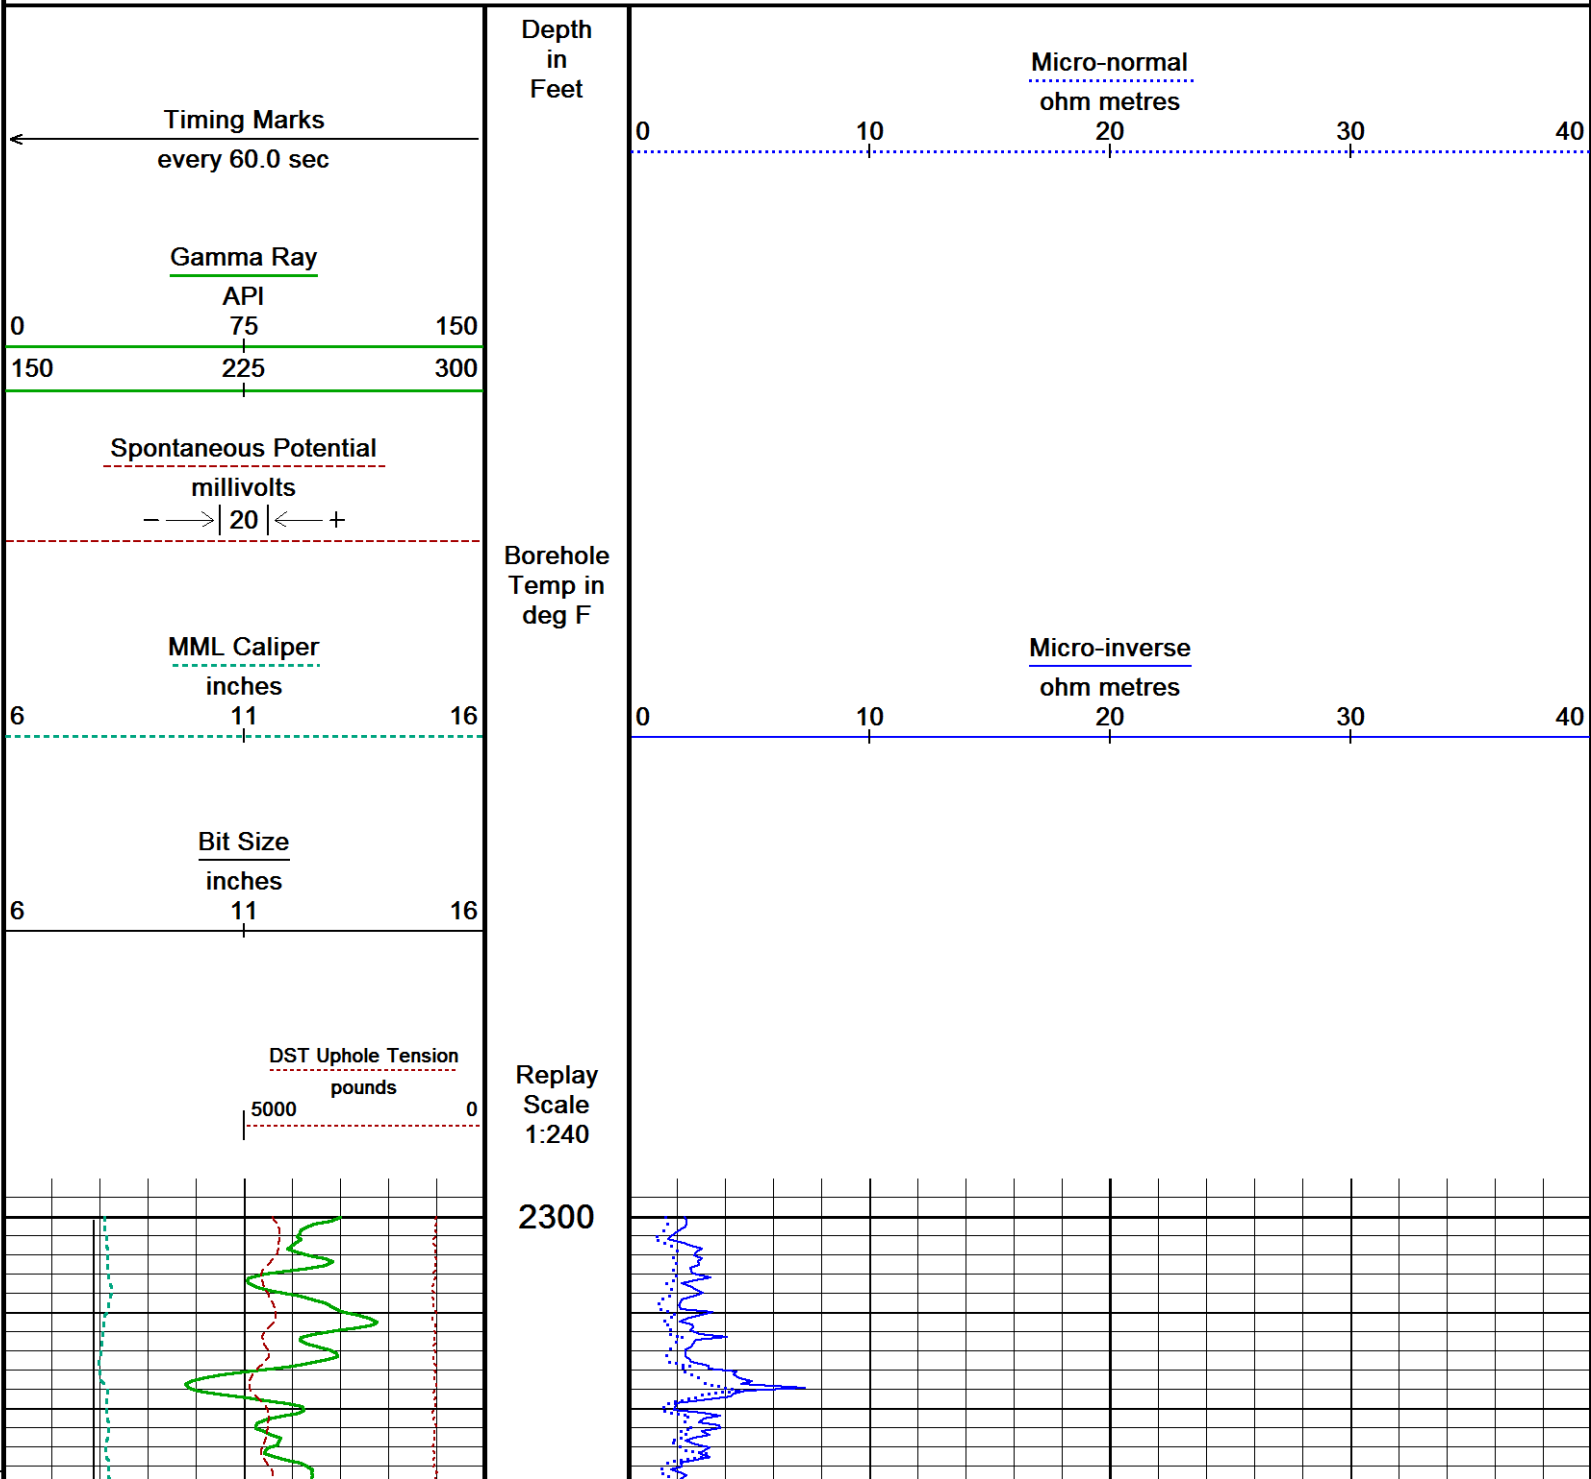 Timing Marks
every 60.0 sec
Gamma Ray
API
0 75 150
150 225 300
Spontaneous Potential
millivolts
− 20 +
MML Caliper
inches
6 11 16
Bit Size
inches
6 11 16
DST Uphole Tension
pounds
5000 0
Depth
in
Feet
Borehole
Temp in
deg F
Replay
Scale
1:240
2300
Micro-normal
ohm metres
0 10 20 30 40
Micro-inverse
ohm metres
0 10 20 30 40